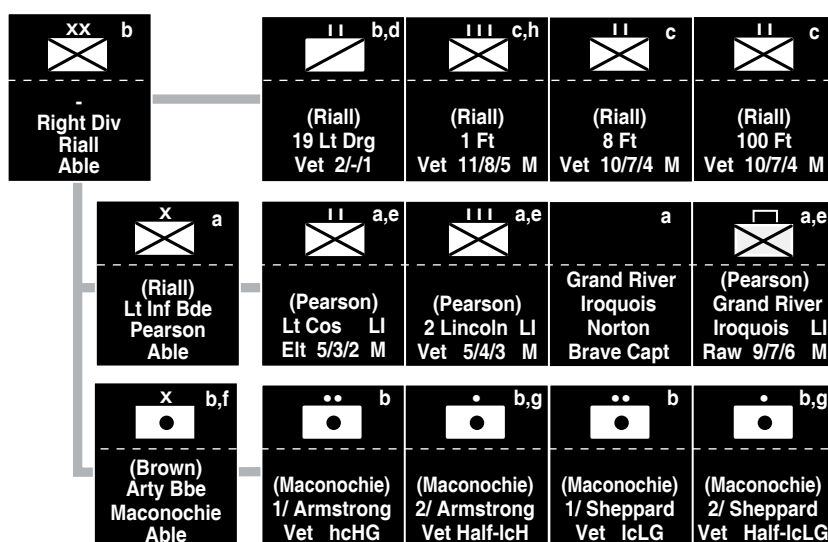 xx b
-
Right Div
Riall
Able
II b,d
(Riall)
19 Lt Drg
Vet 2/-/1
III c,h
(Riall)
1 Ft
Vet 11/8/5 M
II c
(Riall)
8 Ft
Vet 10/7/4 M
II c
(Riall)
100 Ft
Vet 10/7/4 M
x a
(Riall)
Lt Inf Bde
Pearson
Able
II a,e
(Pearson)
Lt Cos LI
Elt 5/3/2 M
III a,e
(Pearson)
2 Lincoln LI
Vet 5/4/3 M
a
Grand River
Iroquois
Norton
Brave Capt
a,e
(Pearson)
Grand River
Iroquois LI
Raw 9/7/6 M
x b,f
(Brown)
Arty Bbe
Maconochie
Able
b
(Maconochie)
1/ Armstrong
Vet hcHG
b,g
(Maconochie)
2/ Armstrong
Vet Half-lcH
b
(Maconochie)
1/ Sheppard
Vet lcLG
b,g
(Maconochie)
2/ Sheppard
Vet Half-lcLG